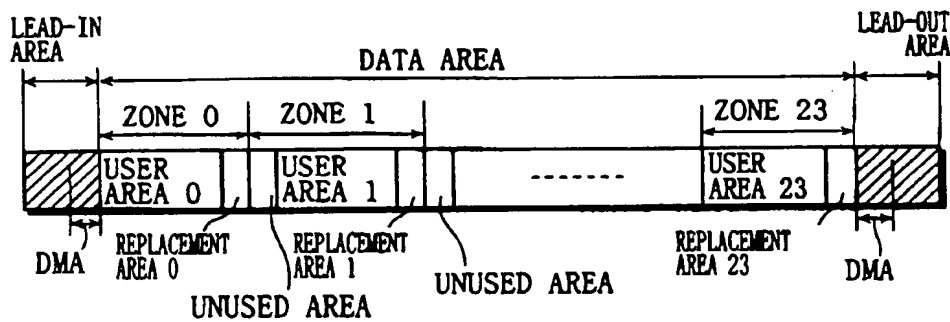 LEAD-IN
AREA
LEAD-OUT
AREA
DATA AREA
ZONE 0
ZONE 1
ZONE 23
USER
AREA 0
USER
AREA 1
-------
USER
AREA 23
DMA
REPLACEMENT
AREA 0
REPLACEMENT
AREA 1
REPLACEMENT
AREA 23
DMA
UNUSED AREA
UNUSED AREA